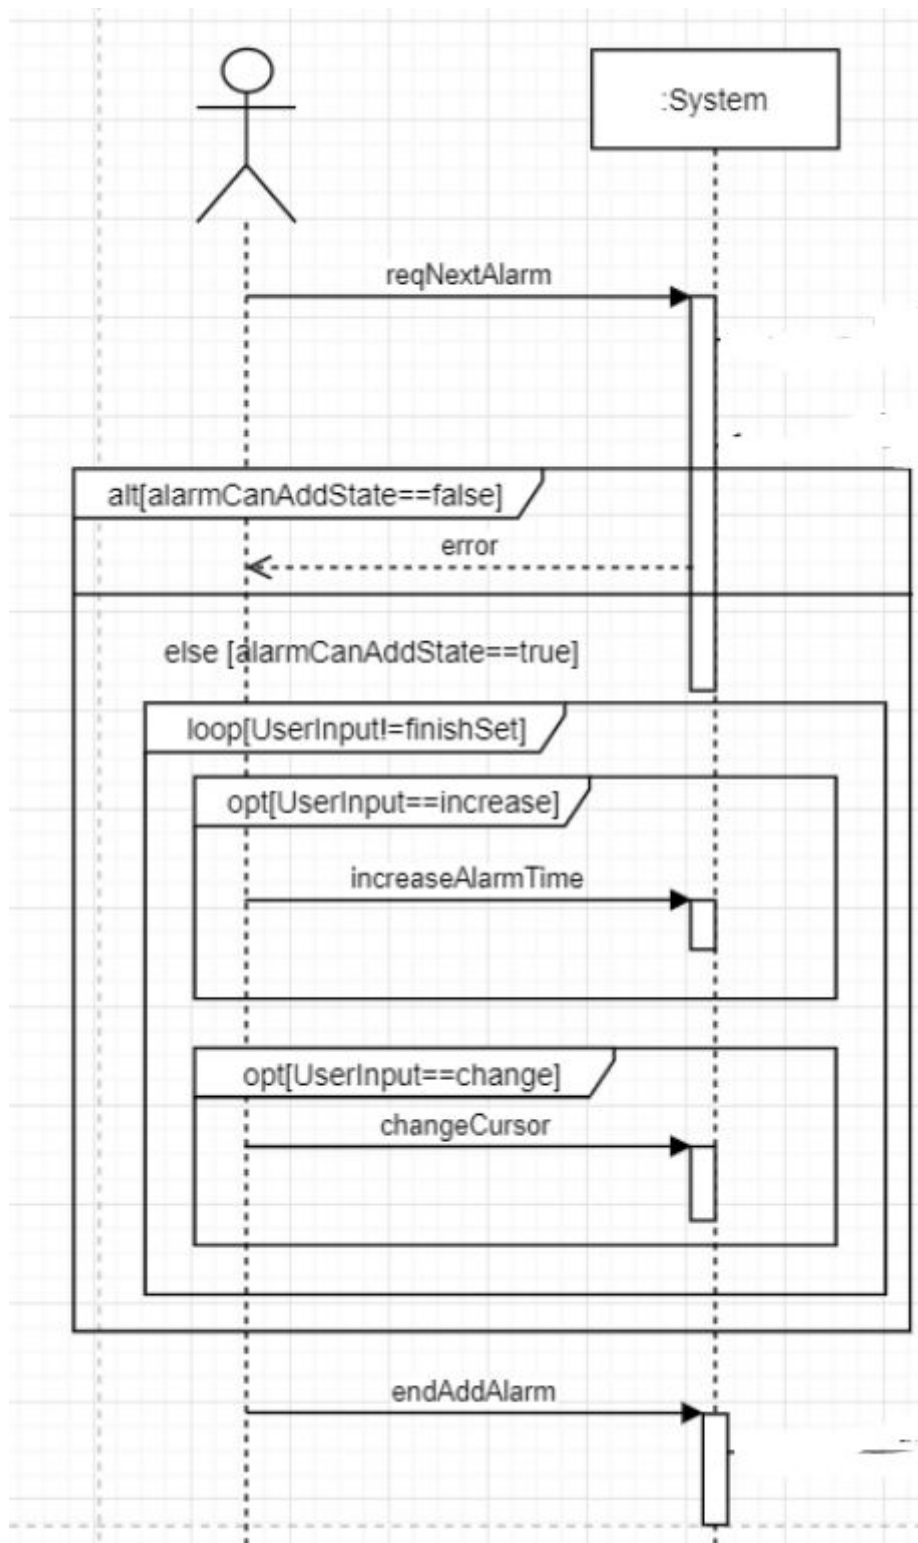 :System
reqNextAlarm
alt[alarmCanAddState==false]
error
else [alarmCanAddState==true]
loop[UserInput!=finishSet]
opt[UserInput==increase]
increaseAlarmTime
opt[UserInput==change]
changeCursor
endAddAlarm